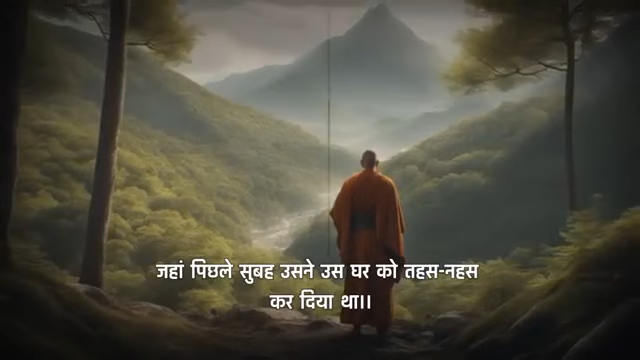 जहां पिछले सुबह उसने उस घर को तहस-नहस
कर दिया था।।